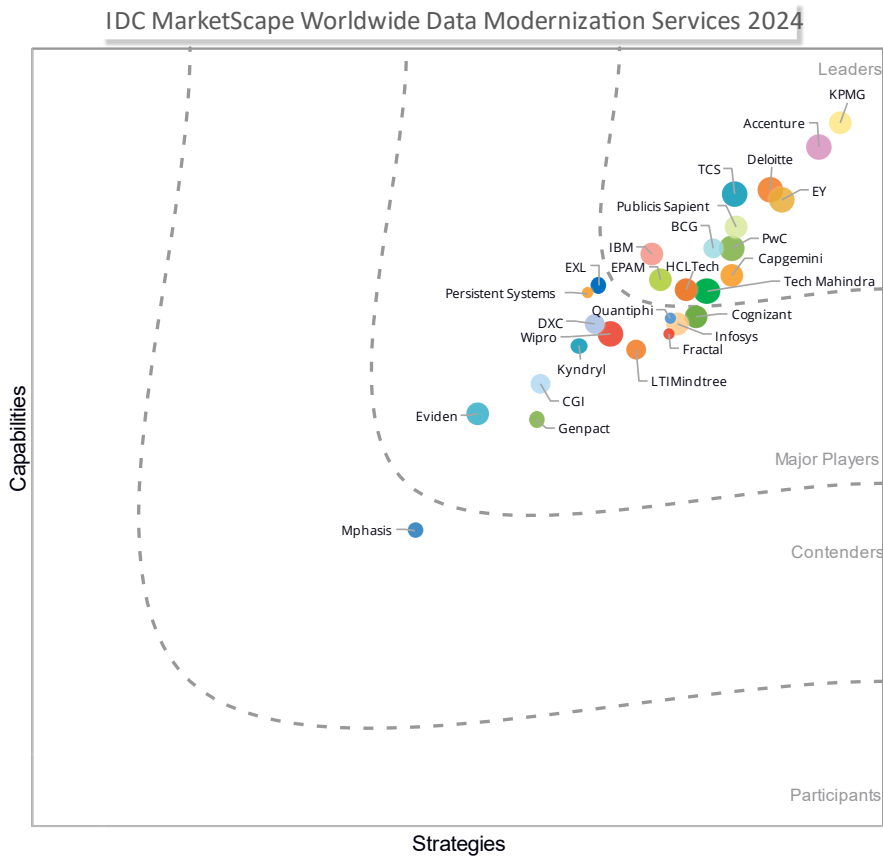 IDC MarketScape Worldwide Data Modernization Services 2024
Leaders
KPMG
Accenture
Deloitte
TCS
EY
Publicis Sapient
BCG
PwC
IBM
Capgemini
EXL
EPAM
HCLTech
Tech Mahindra
Persistent Systems
Quantiphi
Cognizant
DXC
Wipro
Infosys
Fractal
Kyndryl
LTIMindtree
CGI
Eviden
Genpact
Major Players
Capabilities
Mphasis
Contenders
Participants
Strategies